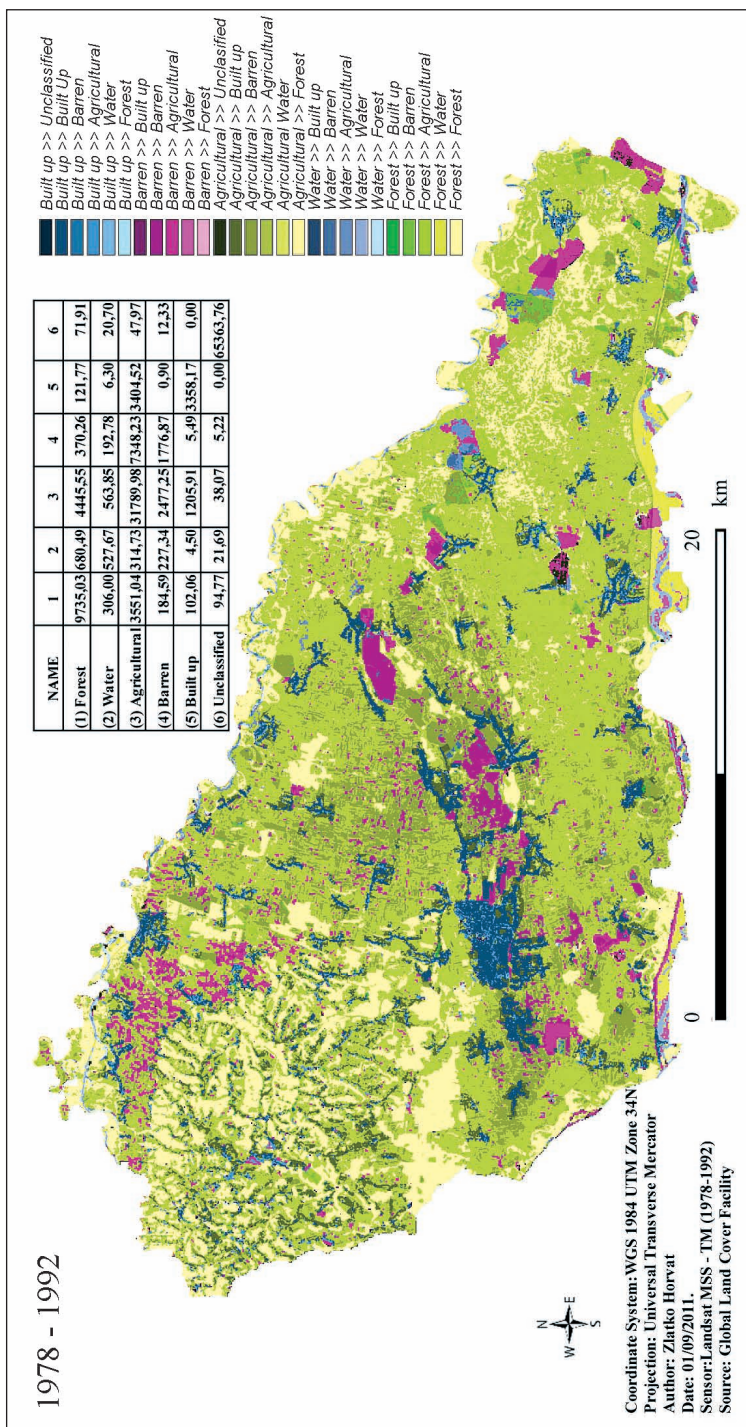 1978 - 1992
NAME 1 2 3 4 5 6
(1) Forest 9735,03 680,49 4445,55 370,26 121,77 71,91
(2) Water 306,00 527,67 563,85 192,78 6,30 20,70
(3) Agricultural 3551,04 314,73 31789,98 7348,23 3404,52 47,97
(4) Barren 184,59 227,34 2477,25 1776,87 0,90 12,33
(5) Built up 102,06 4,50 1205,91 5,49 3358,17 0,00
(6) Unclassified 94,77 21,69 38,07 5,22 0,00 65363,76
Built up >> Unclassified
Built up >> Built Up
Built up >> Barren
Built up >> Agricultural
Built up >> Water
Built up >> Forest
Barren >> Built up
Barren >> Barren
Barren >> Agricultural
Barren >> Water
Barren >> Forest
Agricultural >> Unclassified
Agricultural >> Built up
Agricultural >> Barren
Agricultural >> Agricultural
Agricultural Water
Agricultural >> Forest
Water >> Built up
Water >> Barren
Water >> Agricultural
Water >> Water
Water >> Forest
Forest >> Built up
Forest >> Barren
Forest >> Agricultural
Forest >> Water
Forest >> Forest
N
W E
S
Coordinate System:WGS 1984 UTM Zone 34N
Projection: Universal Transverse Mercator
Author: Zlatko Horvat
Date: 01/09/2011.
Sensor:Landsat MSS - TM (1978-1992)
Source: Global Land Cover Facility
0 20
km